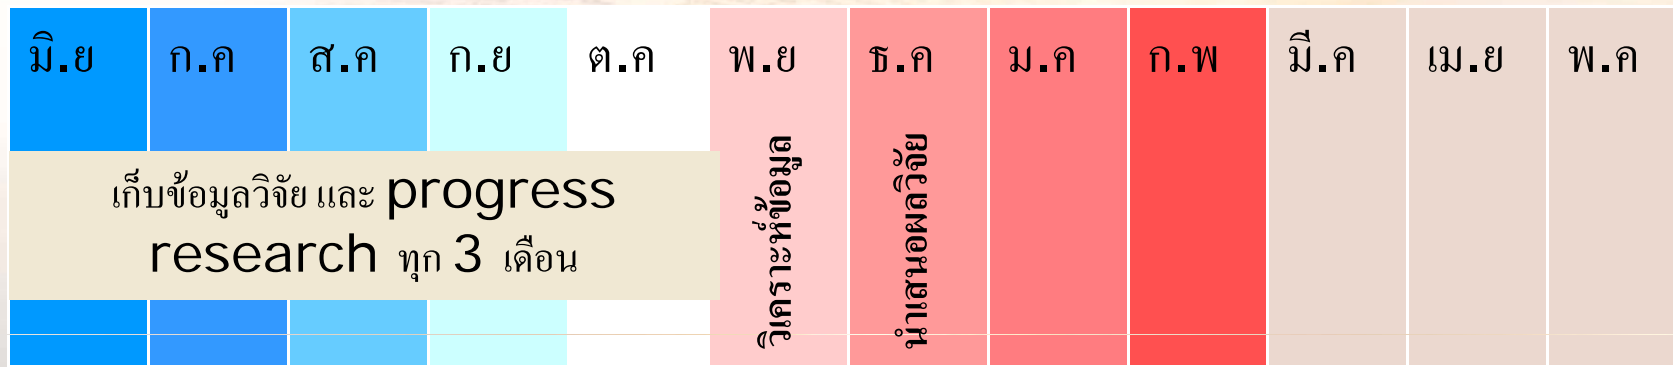 มิ.ย ก.ค ส.ค ก.ย ต.ค พ.ย ธ.ค ม.ค ก.พ มี.ค เม.ย พ.ค
เก็บข้อมูลวิจัย และ progress
research ทุก 3 เดือน
วิเคราะห์ข้อมูล
นำเสนอผลวิจัย